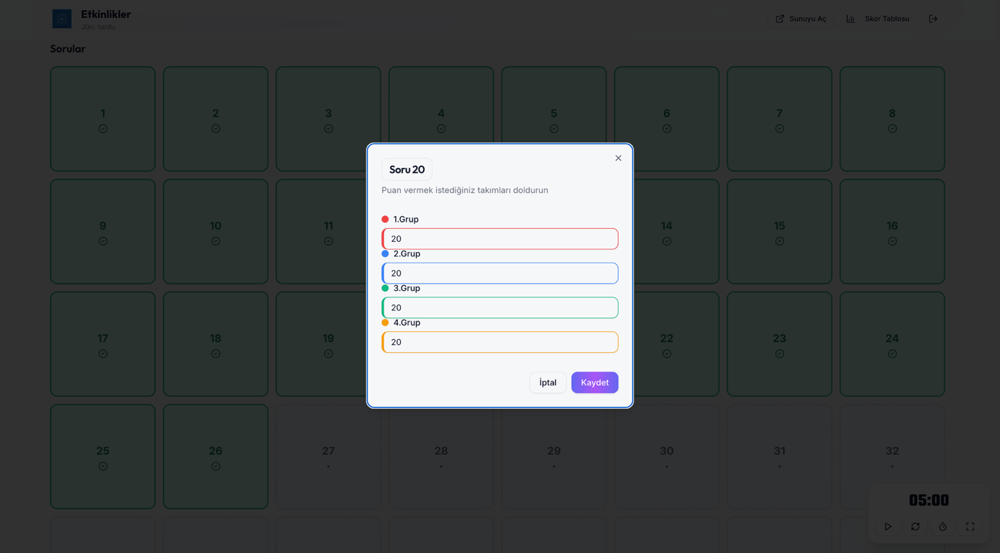 Etkinlikler
Jüri: tardu
Sunuyu Aç
Skor Tablosu
Sorular
1
2
3
4
5
6
7
8
Soru 20
Puan vermek istediğiniz takımları doldurun
1.Grup
20
2.Grup
20
3.Grup
20
4.Grup
20
İptal
Kaydet
9
10
11
14
15
16
17
18
19
22
23
24
25
26
27
28
29
30
31
32
05:00